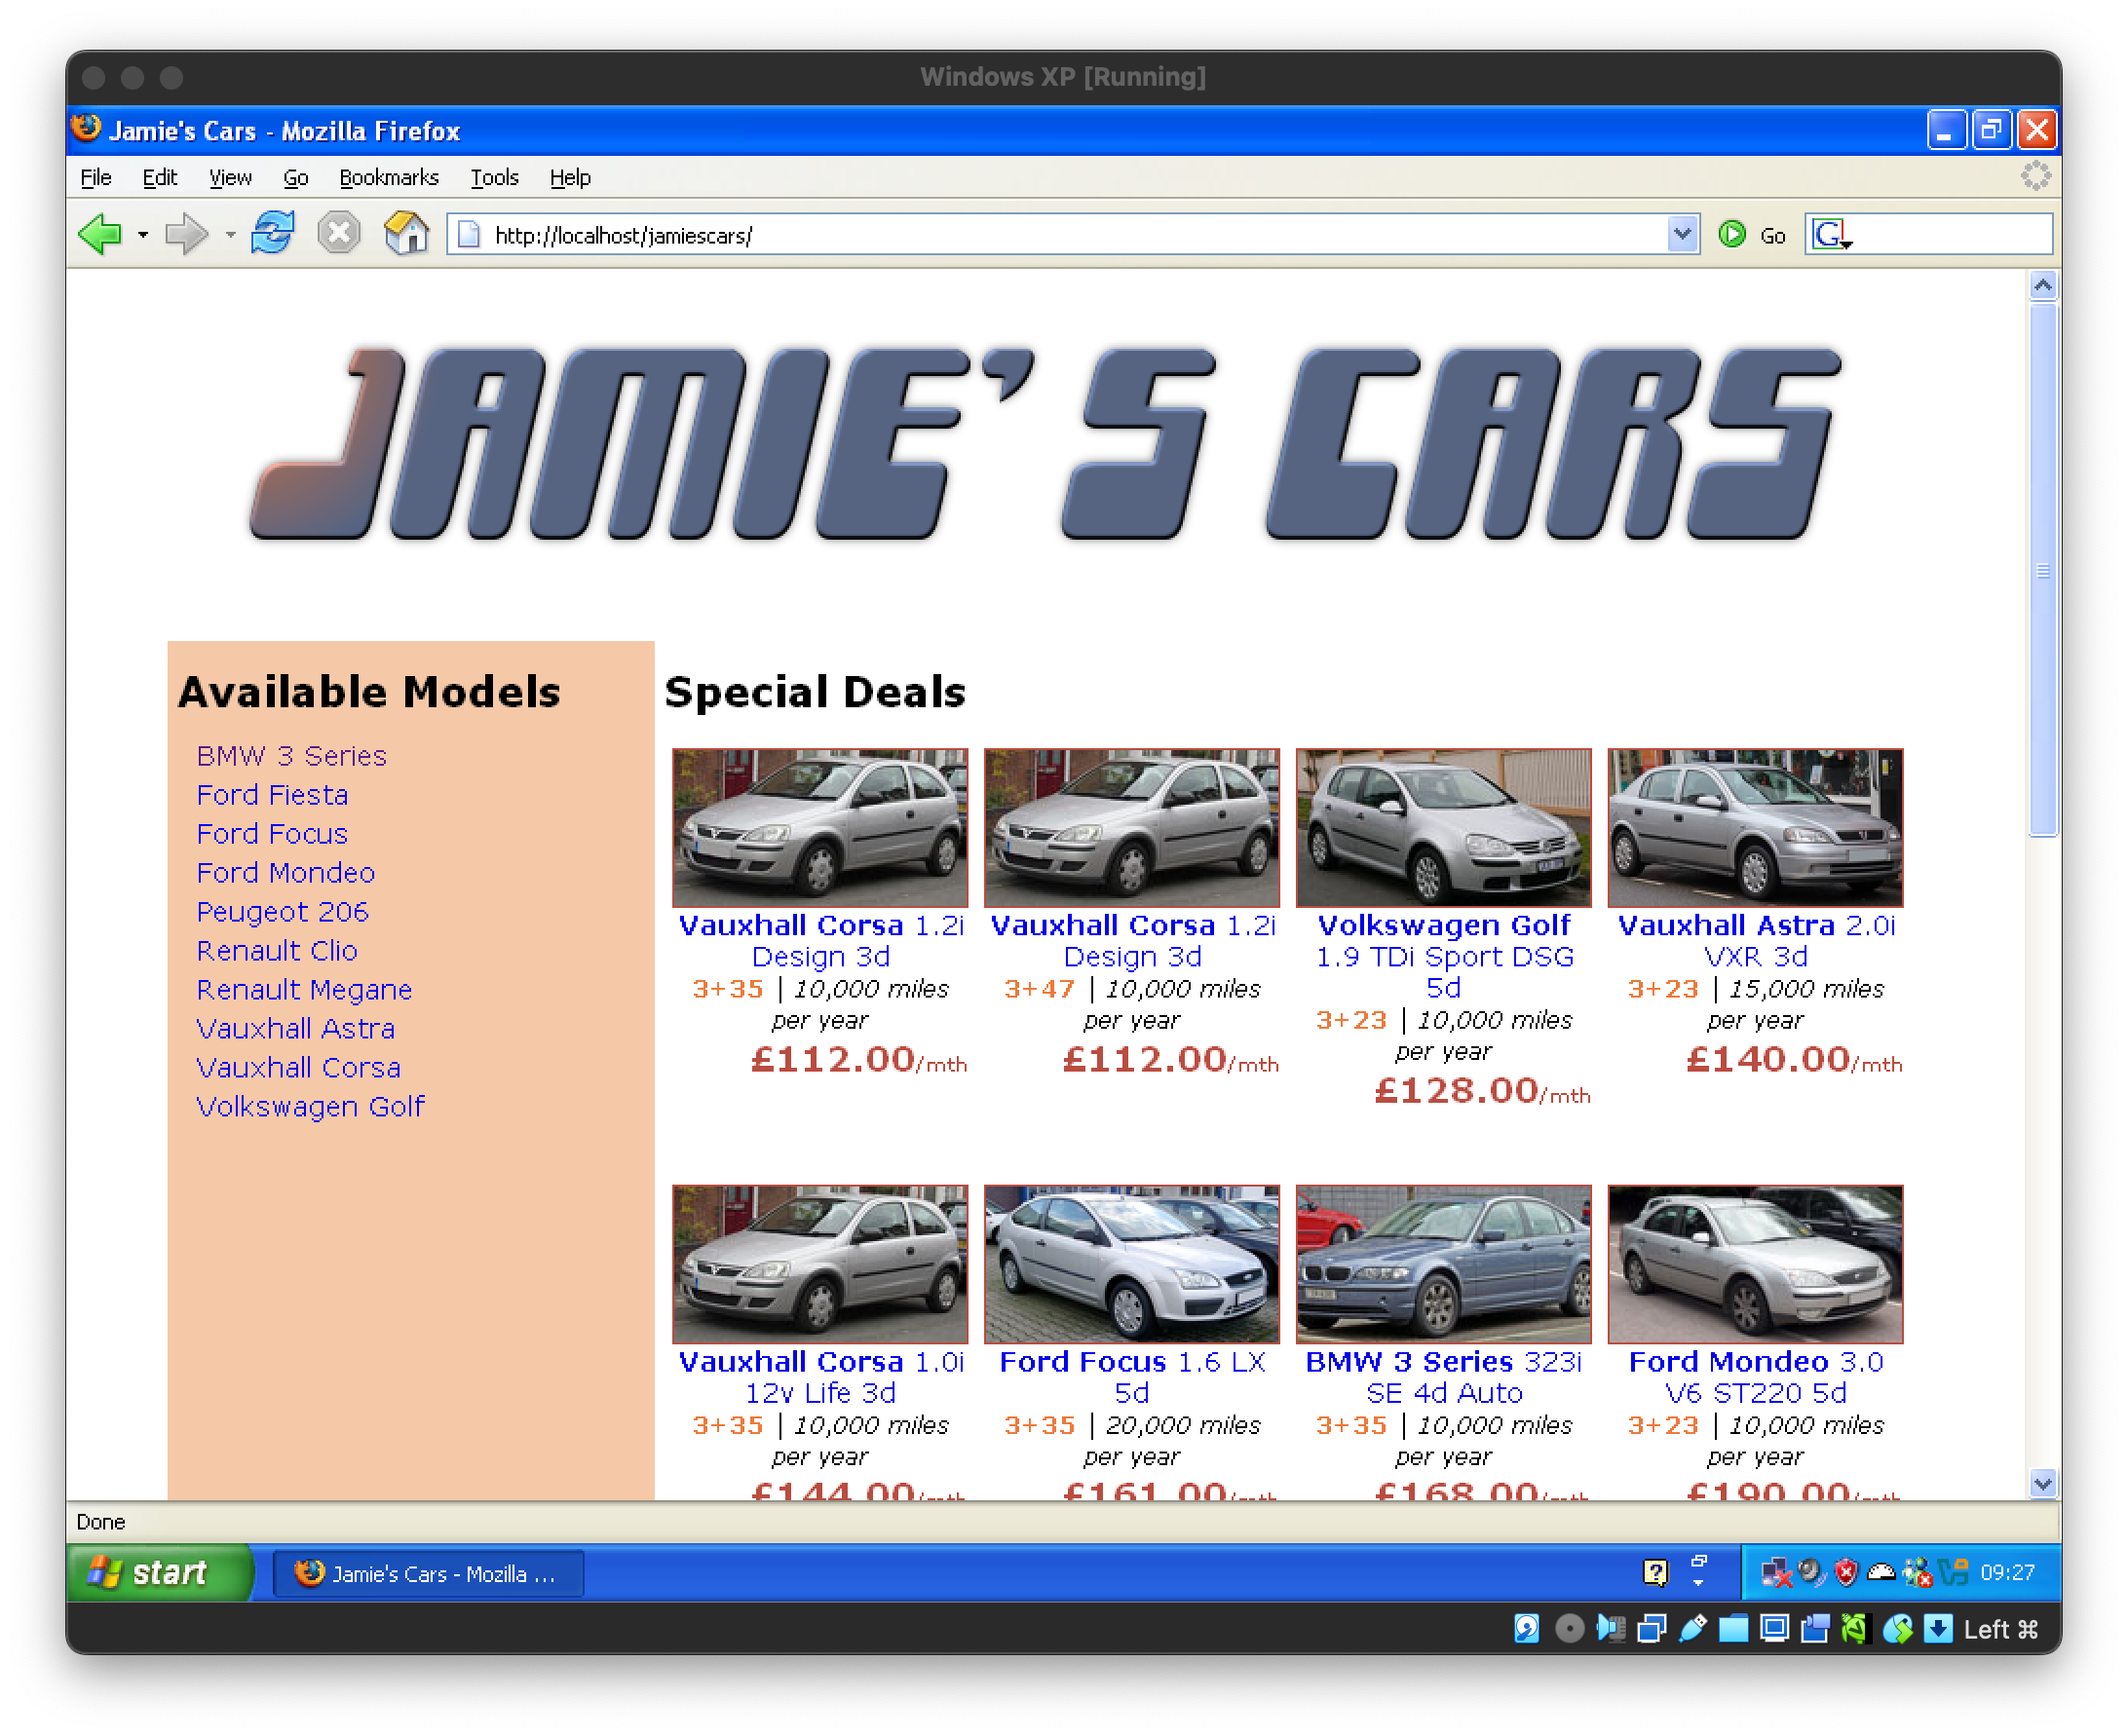 Windows XP [Running]
Jamie's Cars - Mozilla Firefox
File Edit View Go Bookmarks Tools Help
http://localhost/jamiescars/
Go
G
JAMIE'S CARS
Available Models
BMW 3 Series
Ford Fiesta
Ford Focus
Ford Mondeo
Peugeot 206
Renault Clio
Renault Megane
Vauxhall Astra
Vauxhall Corsa
Volkswagen Golf
Special Deals
Vauxhall Corsa 1.2i
Design 3d
3+35 | 10,000 miles
per year
£112.00/mth
Vauxhall Corsa 1.2i
Design 3d
3+47 | 10,000 miles
per year
£112.00/mth
Volkswagen Golf
1.9 TDi Sport DSG
5d
3+23 | 10,000 miles
per year
£128.00/mth
Vauxhall Astra 2.0i
VXR 3d
3+23 | 15,000 miles
per year
£140.00/mth
Vauxhall Corsa 1.0i
12v Life 3d
3+35 | 10,000 miles
per year
£144.00/mth
Ford Focus 1.6 LX
5d
3+35 | 20,000 miles
per year
£161.00/mth
BMW 3 Series 323i
SE 4d Auto
3+35 | 10,000 miles
per year
£168.00/mth
Ford Mondeo 3.0
V6 ST220 5d
3+23 | 10,000 miles
per year
£190.00/mth
Done
start
Jamie's Cars - Mozilla ...
09:27
Left ⌘